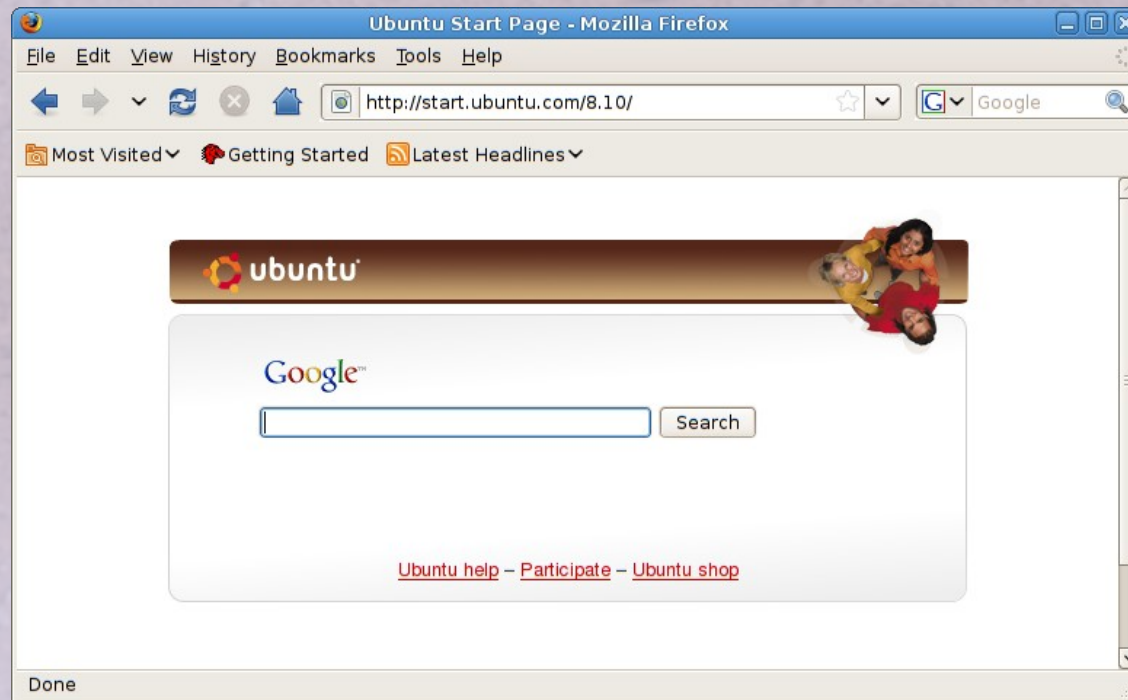 Ubuntu Start Page - Mozilla Firefox
File Edit View History Bookmarks Tools Help
http://start.ubuntu.com/8.10/ G Google
Most Visited Getting Started Latest Headlines
ubuntu
Google™
Search
Ubuntu help – Participate – Ubuntu shop
Done